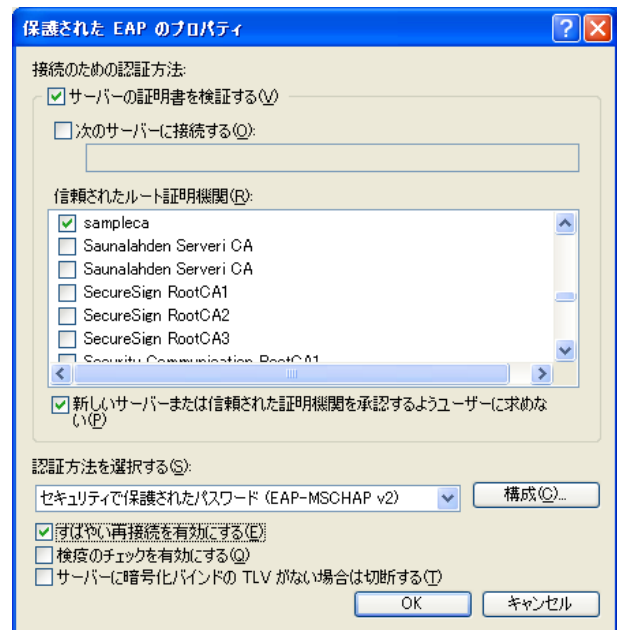 保護された EAP のプロパティ
接続のための認証方法:
サーバーの証明書を検証する(V)
次のサーバーに接続する(O):
信頼されたルート証明機関(R):
sampleca
Saunalahden Serveri CA
Saunalahden Serveri CA
SecureSign RootCA1
SecureSign RootCA2
SecureSign RootCA3
Security Communication RootCA1
新しいサーバーまたは信頼された証明機関を承認するようユーザーに求めな
い(P)
認証方法を選択する(S):
セキュリティで保護されたパスワード (EAP-MSCHAP v2)
構成(C)...
すばやい再接続を有効にする(E)
検疫のチェックを有効にする(Q)
サーバーに暗号化バインドの TLV がない場合は切断する(T)
OK
キャンセル